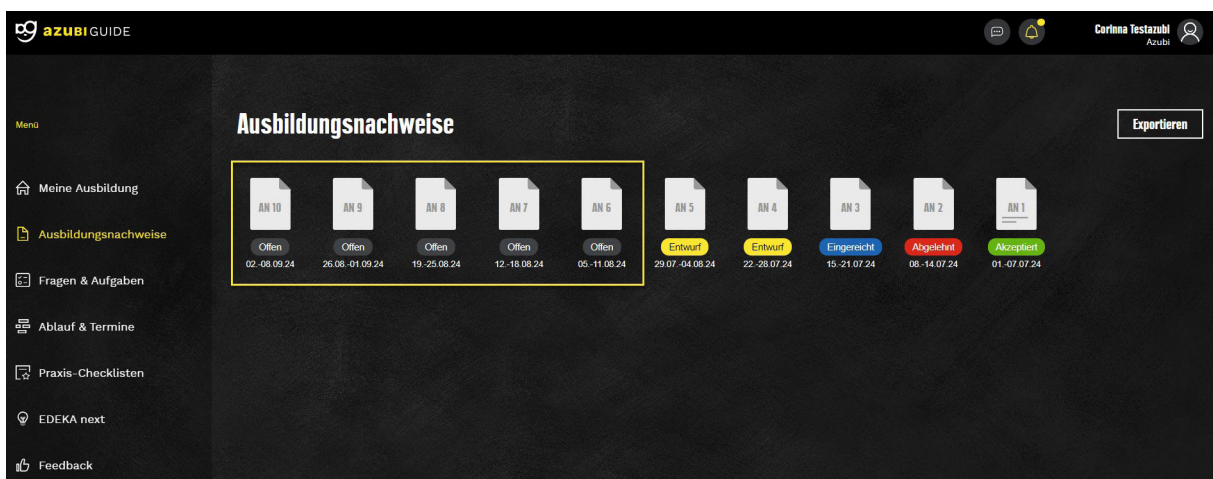 azubiGUIDE
Corinna Testazubi
Azubi
Menü
Meine Ausbildung
Ausbildungsnachweise
Fragen & Aufgaben
Ablauf & Termine
Praxis-Checklisten
EDEKA next
Feedback
Ausbildungsnachweise
Exportieren
AN 10 AN 9 AN 8 AN 7 AN 6 AN 5 AN 4 AN 3 AN 2 AN 1
Offen Offen Offen Offen Offen Entwurf Entwurf Eingereicht Abgelehnt Akzeptiert
02.-08.09.24 26.08.-01.09.24 19.-25.08.24 12.-18.08.24 05.-11.08.24 29.07.-04.08.24 22.-28.07.24 15.-21.07.24 08.-14.07.24 01.-07.07.24